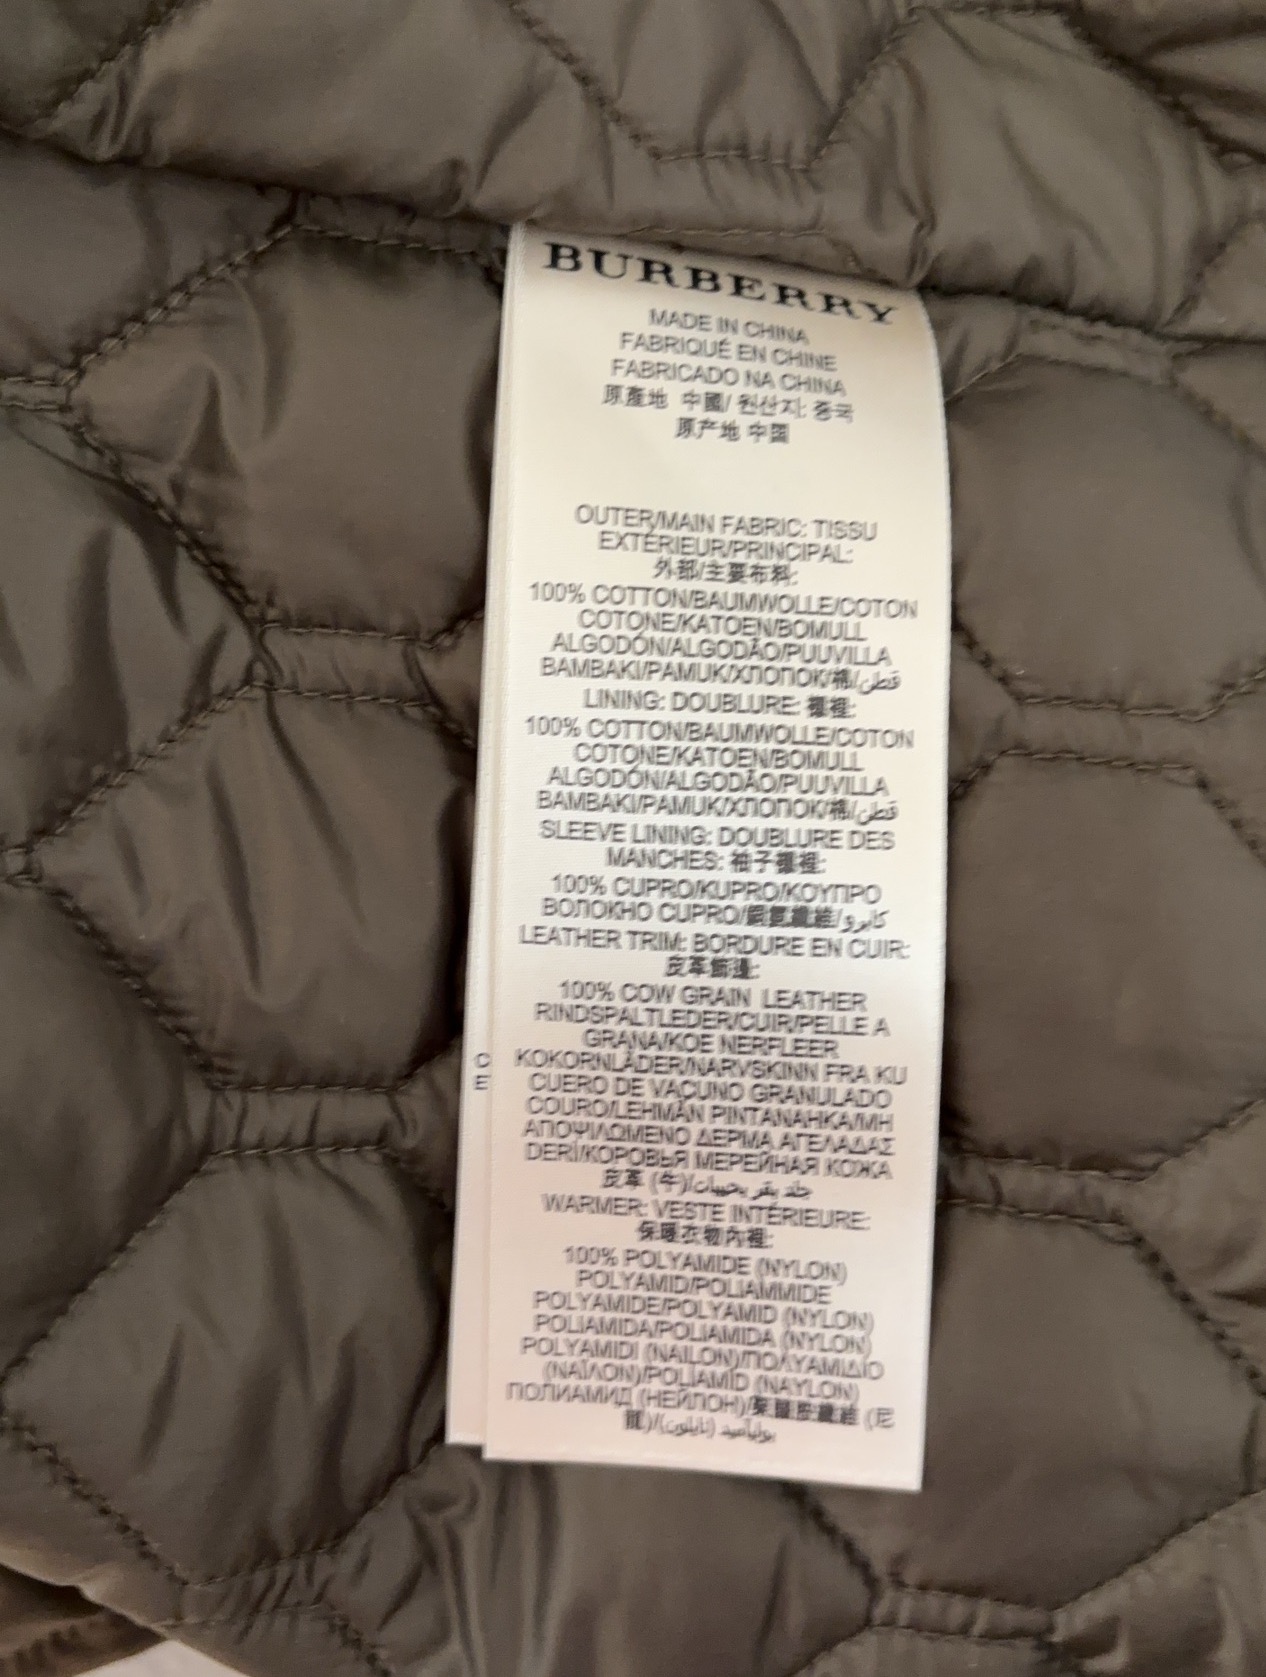 BURBERRY
MADE IN CHINA
FABRIQUÉ EN CHINE
FABRICADO NA CHINA
原產地 中國/ 원산지: 중국
原产地 中国
OUTER/MAIN FABRIC: TISSU
EXTÉRIEUR/PRINCIPAL:
外部/主要布料:
100% COTTON/BAUMWOLLE/COTON
COTONE/KATOEN/BOMULL
ALGODÓN/ALGODÃO/PUUVILLA
BAMBAKI/PAMUK/ХЛОПОК/棉/قطن
LINING: DOUBLURE: 襯裡:
100% COTTON/BAUMWOLLE/COTON
COTONE/KATOEN/BOMULL
ALGODÓN/ALGODÃO/PUUVILLA
BAMBAKI/PAMUK/ХЛОПОК/棉/قطن
SLEEVE LINING: DOUBLURE DES
MANCHES: 袖子襯裡:
100% CUPRO/KUPRO/ΚΟΥΠΡΟ
ВОЛОКНО CUPRO/銅氨纖維/كابرو
LEATHER TRIM: BORDURE EN CUIR:
皮革飾邊:
100% COW GRAIN LEATHER
RINDSPALTLEDER/CUIR/PELLE A
GRANA/KOE NERFLEER
KOKORNLÄDER/NARVSKINN FRA KU
CUERO DE VACUNO GRANULADO
COURO/LEHMÄN PINTANAHKA/ΜΗ
ΑΠΟΨΙΛΩΜΕΝΟ ΔΕΡΜΑ ΑΓΕΛΑΔΑΣ
DERİ/КОРОВЬЯ МЕРЕЙНАЯ КОЖА
皮革 (牛)/جلد بقر بحبيبات
WARMER: VESTE INTÉRIEURE:
保暖衣物內裡:
100% POLYAMIDE (NYLON)
POLYAMID/POLIAMMIDE
POLYAMIDE/POLYAMID (NYLON)
POLIAMIDA/POLIAMIDA (NYLON)
POLYAMIDI (NAILON)/ΠΟΛΥΑΜΙΔΙΟ
(ΝΑΪΛΟΝ)/POLİAMİD (NAYLON)
ПОЛИАМИД (НЕЙЛОН)/聚醯胺纖維 (尼
龍)/بولياميد (نايلون)
C
E